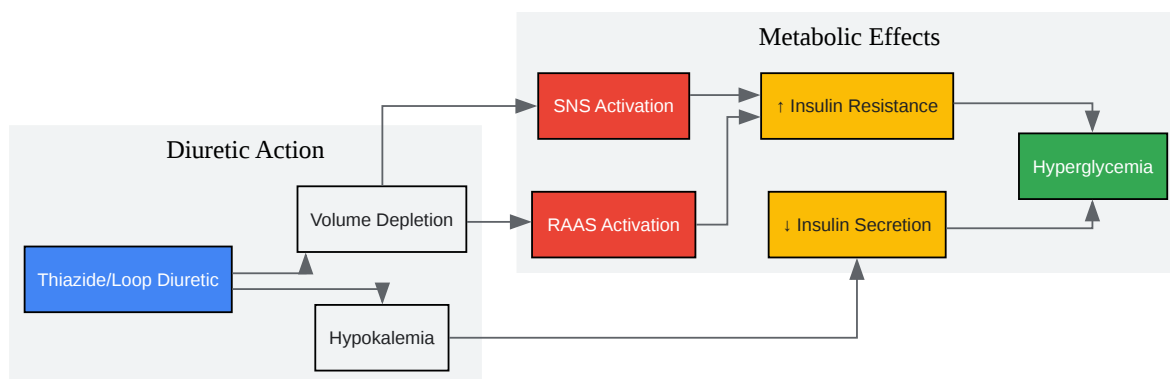 Metabolic Effects
SNS Activation
↑ Insulin Resistance
Diuretic Action
Hyperglycemia
Volume Depletion
RAAS Activation
↓ Insulin Secretion
Thiazide/Loop Diuretic
Hypokalemia